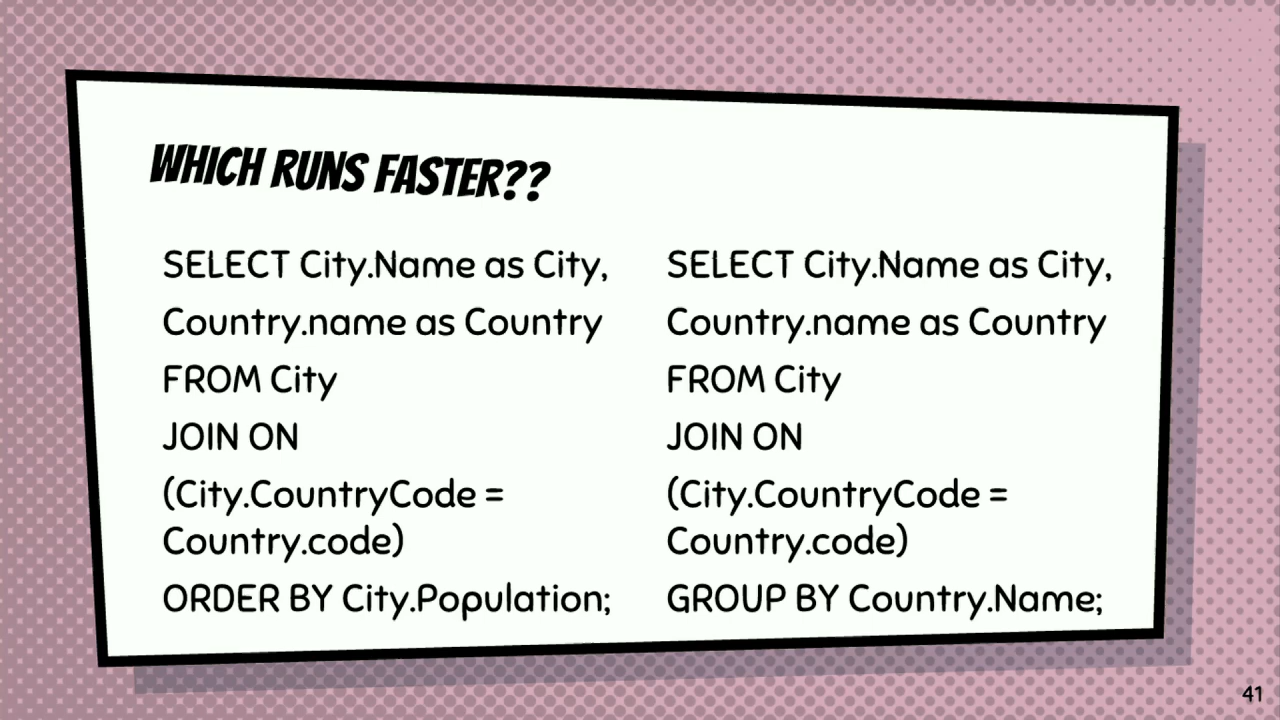 WHICH RUNS FASTER??
SELECT City.Name as City,
Country.name as Country
FROM City
JOIN ON
(City.CountryCode =
Country.code)
ORDER BY City.Population;
SELECT City.Name as City,
Country.name as Country
FROM City
JOIN ON
(City.CountryCode =
Country.code)
GROUP BY Country.Name;
41